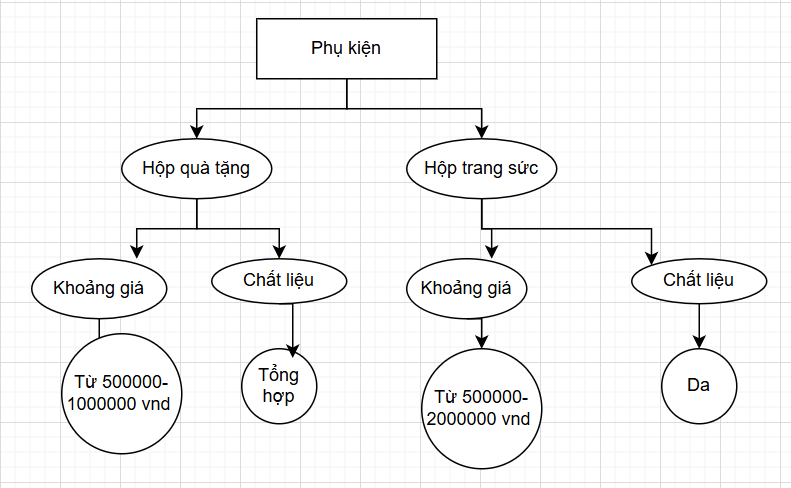 Phụ kiện
Hộp quà tặng
Hộp trang sức
Khoảng giá
Chất liệu
Khoảng giá
Chất liệu
Từ 500000-
1000000 vnd
Tổng
hợp
Từ 500000-
2000000 vnd
Da